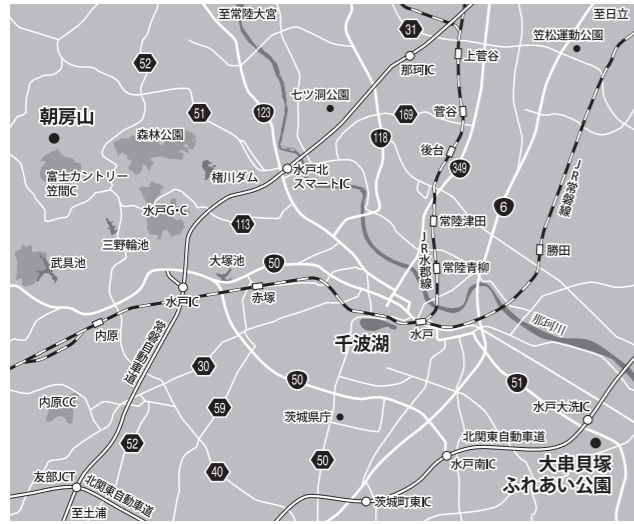 至常陸大宮
至日立
31
笠松運動公園
52
上菅谷
那珂IC
七ツ洞公園
朝房山
51
123
169
菅谷
森林公園
118
後台
楮川ダム
水戸北
スマートIC
349
JR常磐線
富士カントリー
笠間C
6
水戸G・C
113
常陸津田
三野輪池
JR水郡線
勝田
大塚池
50
武具池
常陸青柳
水戸IC
赤塚
内原
常磐自動車道
千波湖
水戸
那珂川
30
50
51
59
水戸大洗IC
内原CC
茨城県庁
52
北関東自動車道
50
40
水戸南IC
大串貝塚
ふれあい公園
友部JCT
北関東自動車道
茨城町東IC
至土浦